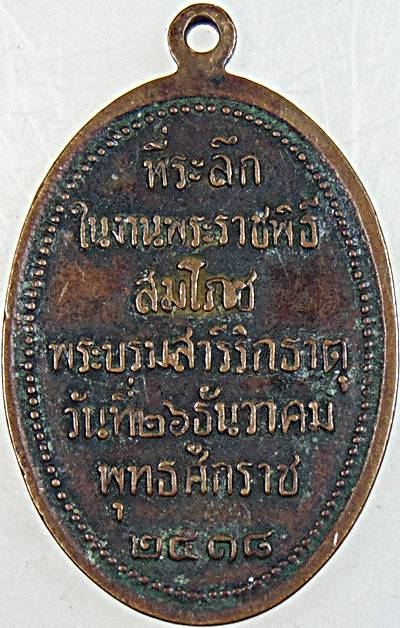 ที่ระลึก
ในงานพระราชพิธี
สมโภช
พระบรมสารีริกธาตุ
วันที่๒๖ธันวาคม
พุทธศักราช
๒๕๑๘